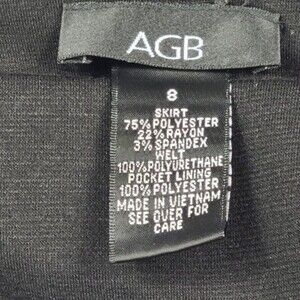 AGB
8
SKIRT
75% POLYESTER
22% RAYON
3% SPANDEX
WELT
100% POLYURETHANE
POCKET LINING
100% POLYESTER
MADE IN VIETNAM
SEE OVER FOR
CARE